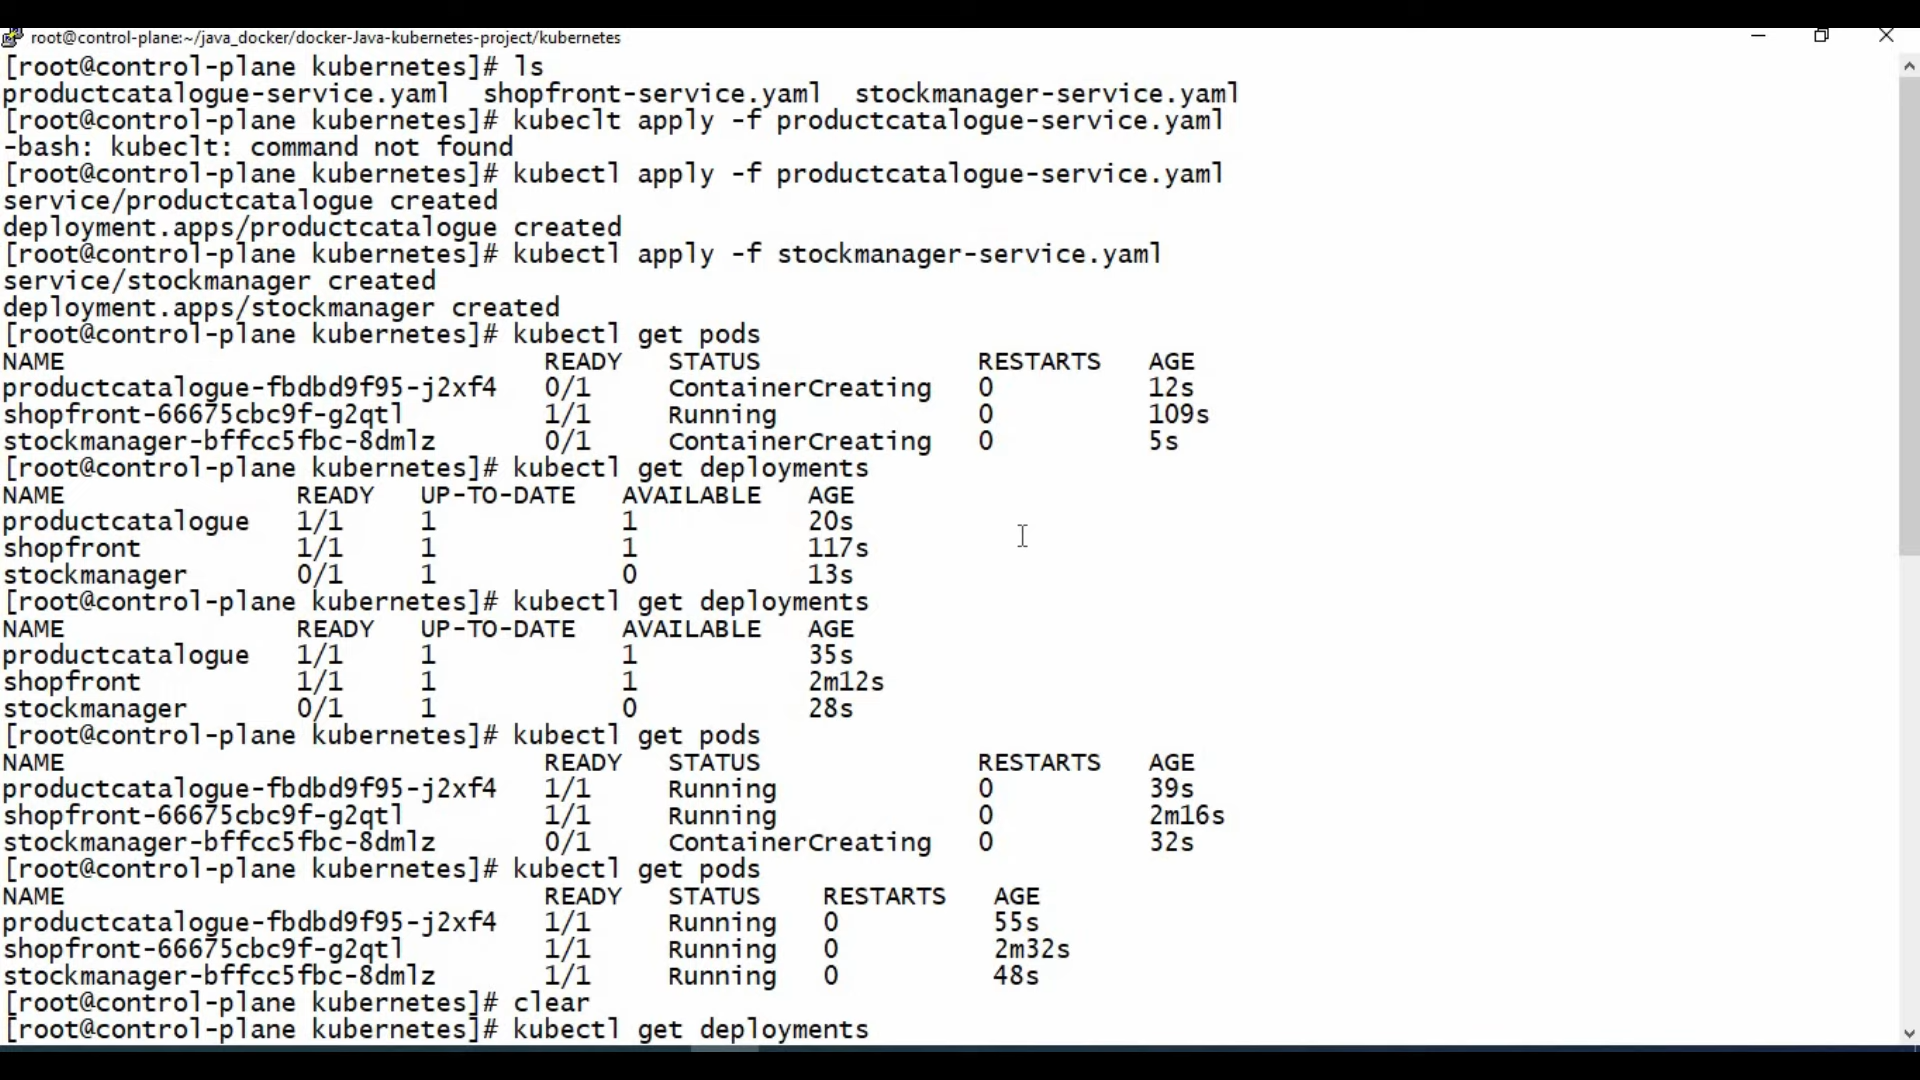 root@control-plane:~/java_docker/docker-Java-kubernetes-project/kubernetes
[root@control-plane kubernetes]# ls
productcatalogue-service.yaml  shopfront-service.yaml  stockmanager-service.yaml
[root@control-plane kubernetes]# kubeclt apply -f productcatalogue-service.yaml
-bash: kubeclt: command not found
[root@control-plane kubernetes]# kubectl apply -f productcatalogue-service.yaml
service/productcatalogue created
deployment.apps/productcatalogue created
[root@control-plane kubernetes]# kubectl apply -f stockmanager-service.yaml
service/stockmanager created
deployment.apps/stockmanager created
[root@control-plane kubernetes]# kubectl get pods
NAME                               READY   STATUS              RESTARTS   AGE
productcatalogue-fbdbd9f95-j2xf4   0/1     ContainerCreating   0          12s
shopfront-66675cbc9f-g2qtl         1/1     Running             0          109s
stockmanager-bffcc5fbc-8dmlz       0/1     ContainerCreating   0          5s
[root@control-plane kubernetes]# kubectl get deployments
NAME               READY   UP-TO-DATE   AVAILABLE   AGE
productcatalogue   1/1     1            1           20s
shopfront          1/1     1            1           117s
stockmanager       0/1     1            0           13s
[root@control-plane kubernetes]# kubectl get deployments
NAME               READY   UP-TO-DATE   AVAILABLE   AGE
productcatalogue   1/1     1            1           35s
shopfront          1/1     1            1           2m12s
stockmanager       0/1     1            0           28s
[root@control-plane kubernetes]# kubectl get pods
NAME                               READY   STATUS              RESTARTS   AGE
productcatalogue-fbdbd9f95-j2xf4   1/1     Running             0          39s
shopfront-66675cbc9f-g2qtl         1/1     Running             0          2m16s
stockmanager-bffcc5fbc-8dmlz       0/1     ContainerCreating   0          32s
[root@control-plane kubernetes]# kubectl get pods
NAME                               READY   STATUS    RESTARTS   AGE
productcatalogue-fbdbd9f95-j2xf4   1/1     Running   0          55s
shopfront-66675cbc9f-g2qtl         1/1     Running   0          2m32s
stockmanager-bffcc5fbc-8dmlz       1/1     Running   0          48s
[root@control-plane kubernetes]# clear
[root@control-plane kubernetes]# kubectl get deployments